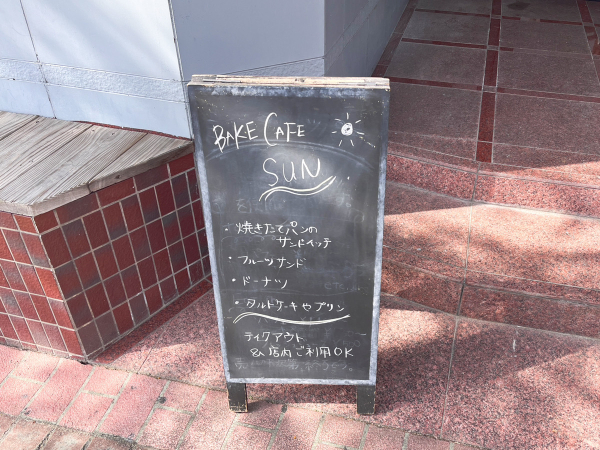 BAKE CAFE
SUN
・焼きたてパンの
サンドイッチ
・フルーツサンド
・ドーナツ
・タルトケーキやプリン
テイクアウト
&店内ご利用OK